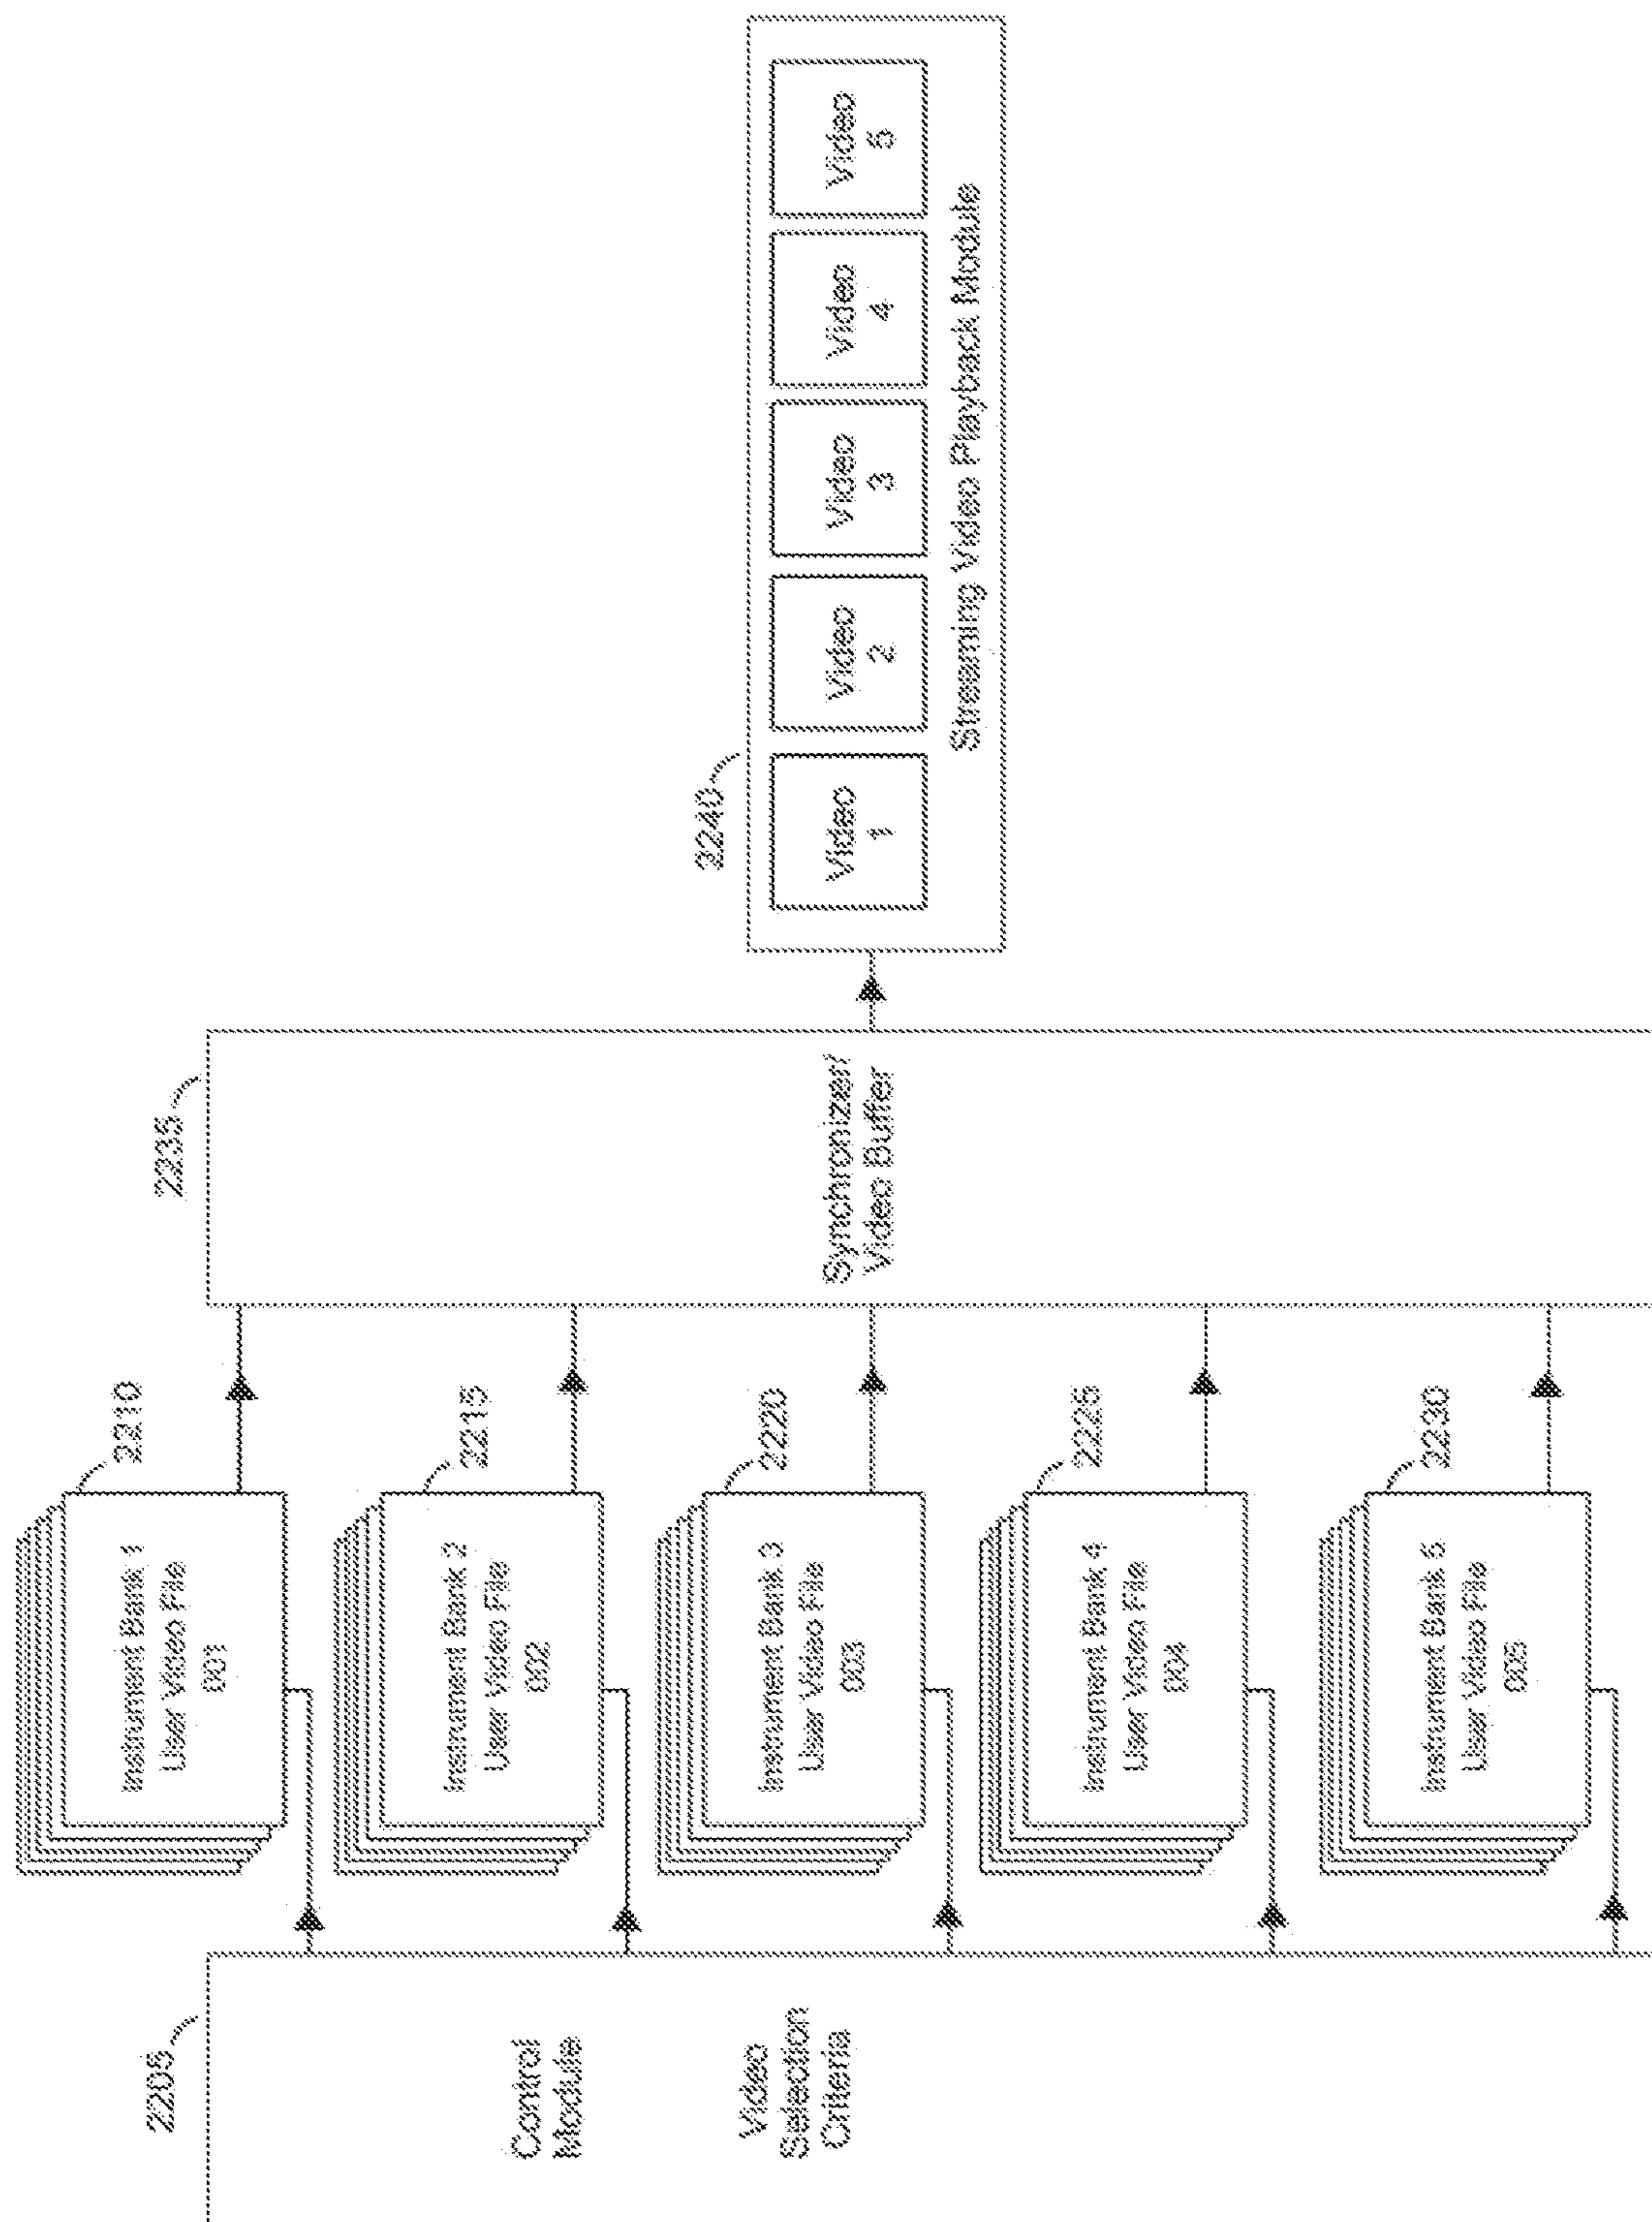 2205
Control
Module
Video
Selection
Criteria
2210
Instrument Bank 1
User Video File
001
2215
Instrument Bank 2
User Video File
002
2220
Instrument Bank 3
User Video File
003
2225
Instrument Bank 4
User Video File
004
2230
Instrument Bank 5
User Video File
005
2235
Synchronizer/
Video Buffer
2240
Video
1
Video
2
Video
3
Video
4
Video
5
Streaming Video Playback Module